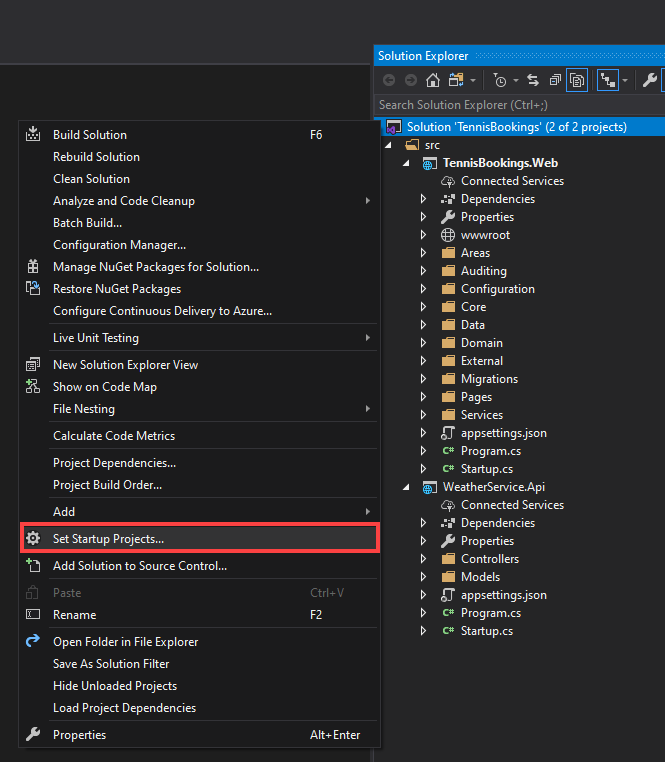 Solution Explorer
Search Solution Explorer (Ctrl+;)
Solution 'TennisBookings' (2 of 2 projects)
src
TennisBookings.Web
Connected Services
Dependencies
Properties
wwwroot
Areas
Auditing
Configuration
Core
Data
Domain
External
Migrations
Pages
Services
appsettings.json
C# Program.cs
C# Startup.cs
WeatherService.Api
Connected Services
Dependencies
Properties
Controllers
Models
appsettings.json
C# Program.cs
C# Startup.cs
Build Solution F6
Rebuild Solution
Clean Solution
Analyze and Code Cleanup
Batch Build...
Configuration Manager...
Manage NuGet Packages for Solution...
Restore NuGet Packages
Configure Continuous Delivery to Azure...
Live Unit Testing
New Solution Explorer View
Show on Code Map
File Nesting
Calculate Code Metrics
Project Dependencies...
Project Build Order...
Add
Set Startup Projects...
Add Solution to Source Control...
Paste Ctrl+V
Rename F2
Open Folder in File Explorer
Save As Solution Filter
Hide Unloaded Projects
Load Project Dependencies
Properties Alt+Enter